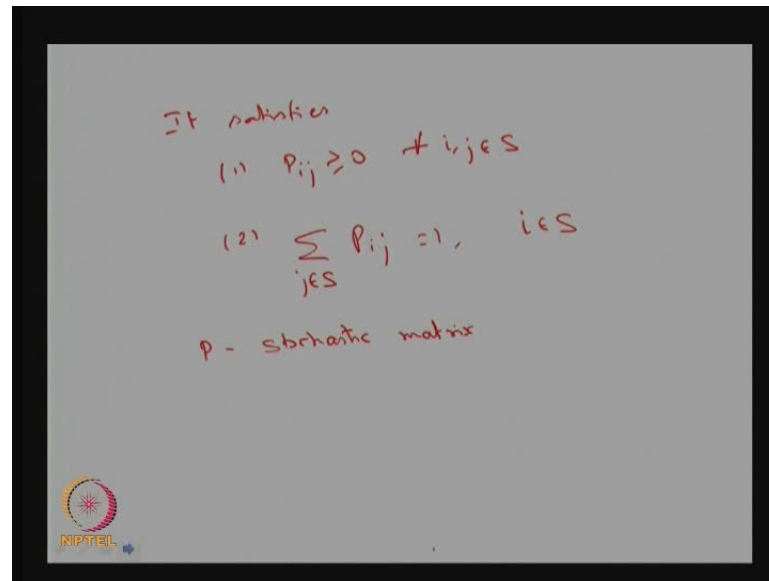 It satisfies
(1) Pij ≥ 0 ∀ i, j ∈ S
(2) ∑ j∈S Pij = 1, i ∈ S
P - stochastic matrix
NPTEL